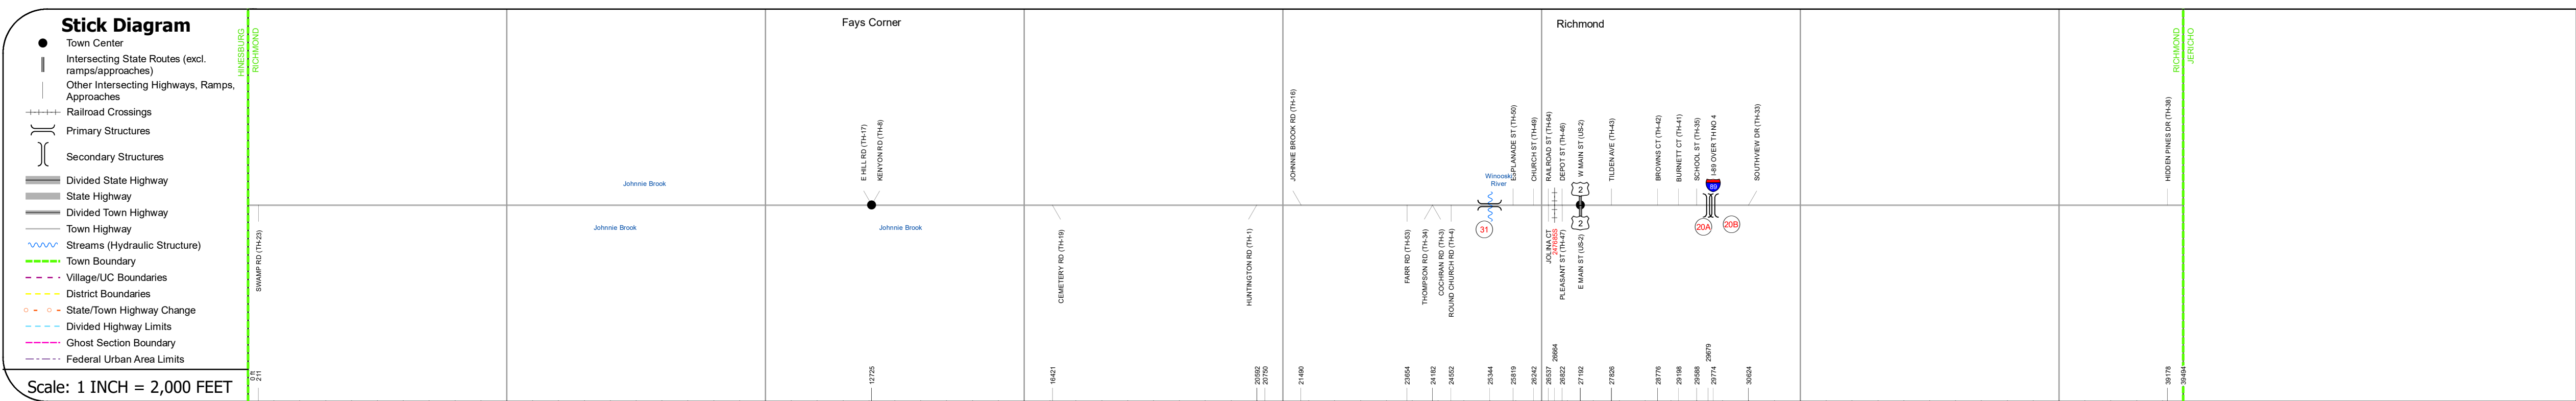 Stick Diagram
Town Center
Intersecting State Routes (excl.
ramps/approaches)
Other Intersecting Highways, Ramps,
Approaches
Railroad Crossings
Primary Structures
Secondary Structures
Divided State Highway
State Highway
Divided Town Highway
Town Highway
Streams (Hydraulic Structure)
Town Boundary
Village/UC Boundaries
District Boundaries
State/Town Highway Change
Divided Highway Limits
Ghost Section Boundary
Federal Urban Area Limits
Scale: 1 INCH = 2,000 FEET
HINESBURG
RICHMOND
Fays Corner
Richmond
RICHMOND
JERICHO
E HILL RD (TH-17)
KENYON RD (TH-8)
JOHNNIE BROOK RD (TH-16)
ESPLANADE ST (TH-50)
CHURCH ST (TH-49)
RAILROAD ST (TH-64)
DEPOT ST (TH-46)
W MAIN ST (US-2)
TILDEN AVE (TH-43)
BROWNS CT (TH-42)
BURNETT CT (TH-41)
SCHOOL ST (TH-35)
I-89 OVER TH NO 4
SOUTHVIEW DR (TH-33)
HIDDEN PINES DR (TH-38)
Johnnie Brook
Winooski
River
89
2
Johnnie Brook
Johnnie Brook
2
31
20A
20B
SWAMP RD (TH-23)
CEMETERY RD (TH-19)
HUNTINGTON RD (TH-1)
FARR RD (TH-53)
THOMPSON RD (TH-34)
COCHRAN RD (TH-3)
ROUND CHURCH RD (TH-4)
JOLINA CT
247685S
PLEASANT ST (TH-47)
E MAIN ST (US-2)
0 ft
211
12725
16421
20592
20750
21490
23654
24182
24552
25344
25819
26242
26537
26664
26822
27192
27826
28776
29198
29568
29679
29774
30624
39178
39494